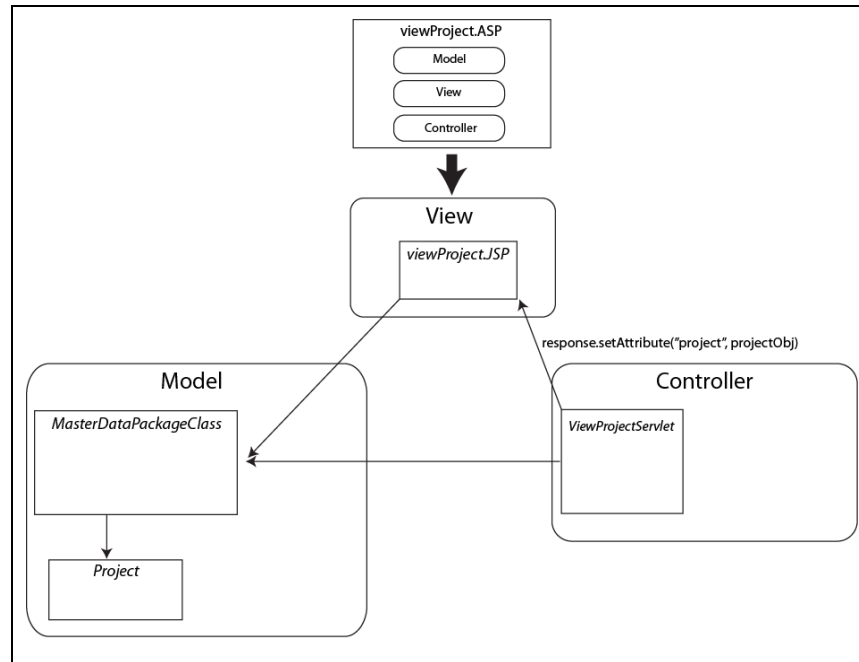 viewProject.ASP
Model
View
Controller
View
viewProject.JSP
response.setAttribute(“project”, projectObj)
Model
Controller
MasterDataPackageClass
ViewProjectServlet
Project